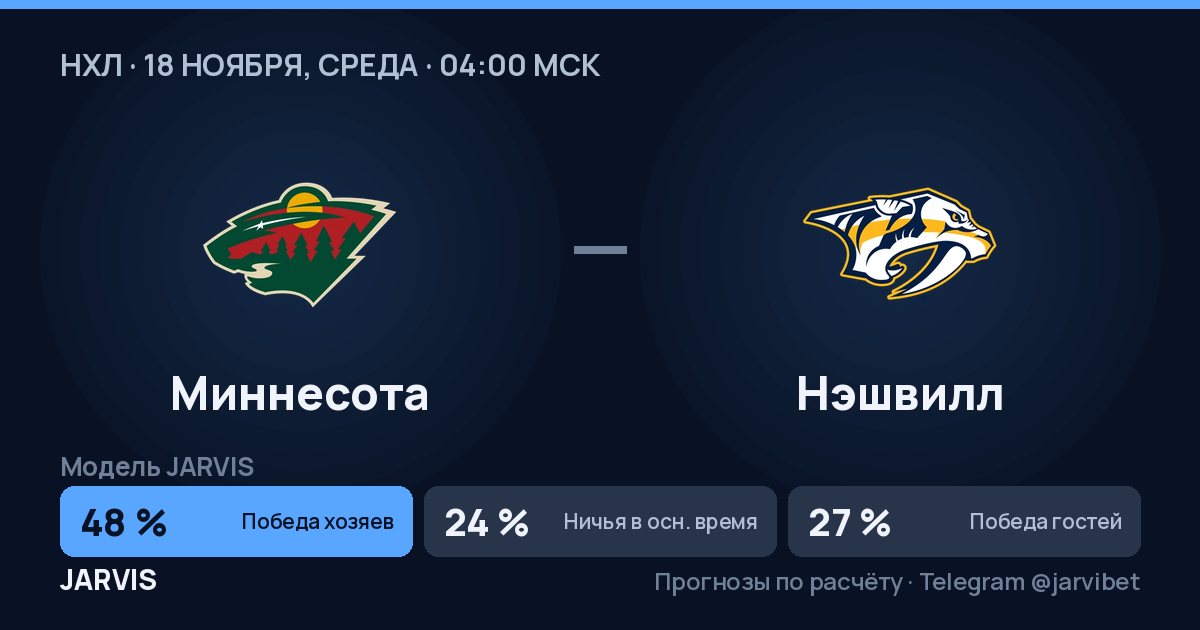 НХЛ · 18 НОЯБРЯ, СРЕДА · 04:00 МСК
Миннесота
Нэшвилл
Модель JARVIS
48 % Победа хозяев
24 % Ничья в осн. время
27 % Победа гостей
JARVIS
Прогнозы по расчёту · Telegram @jarvibet